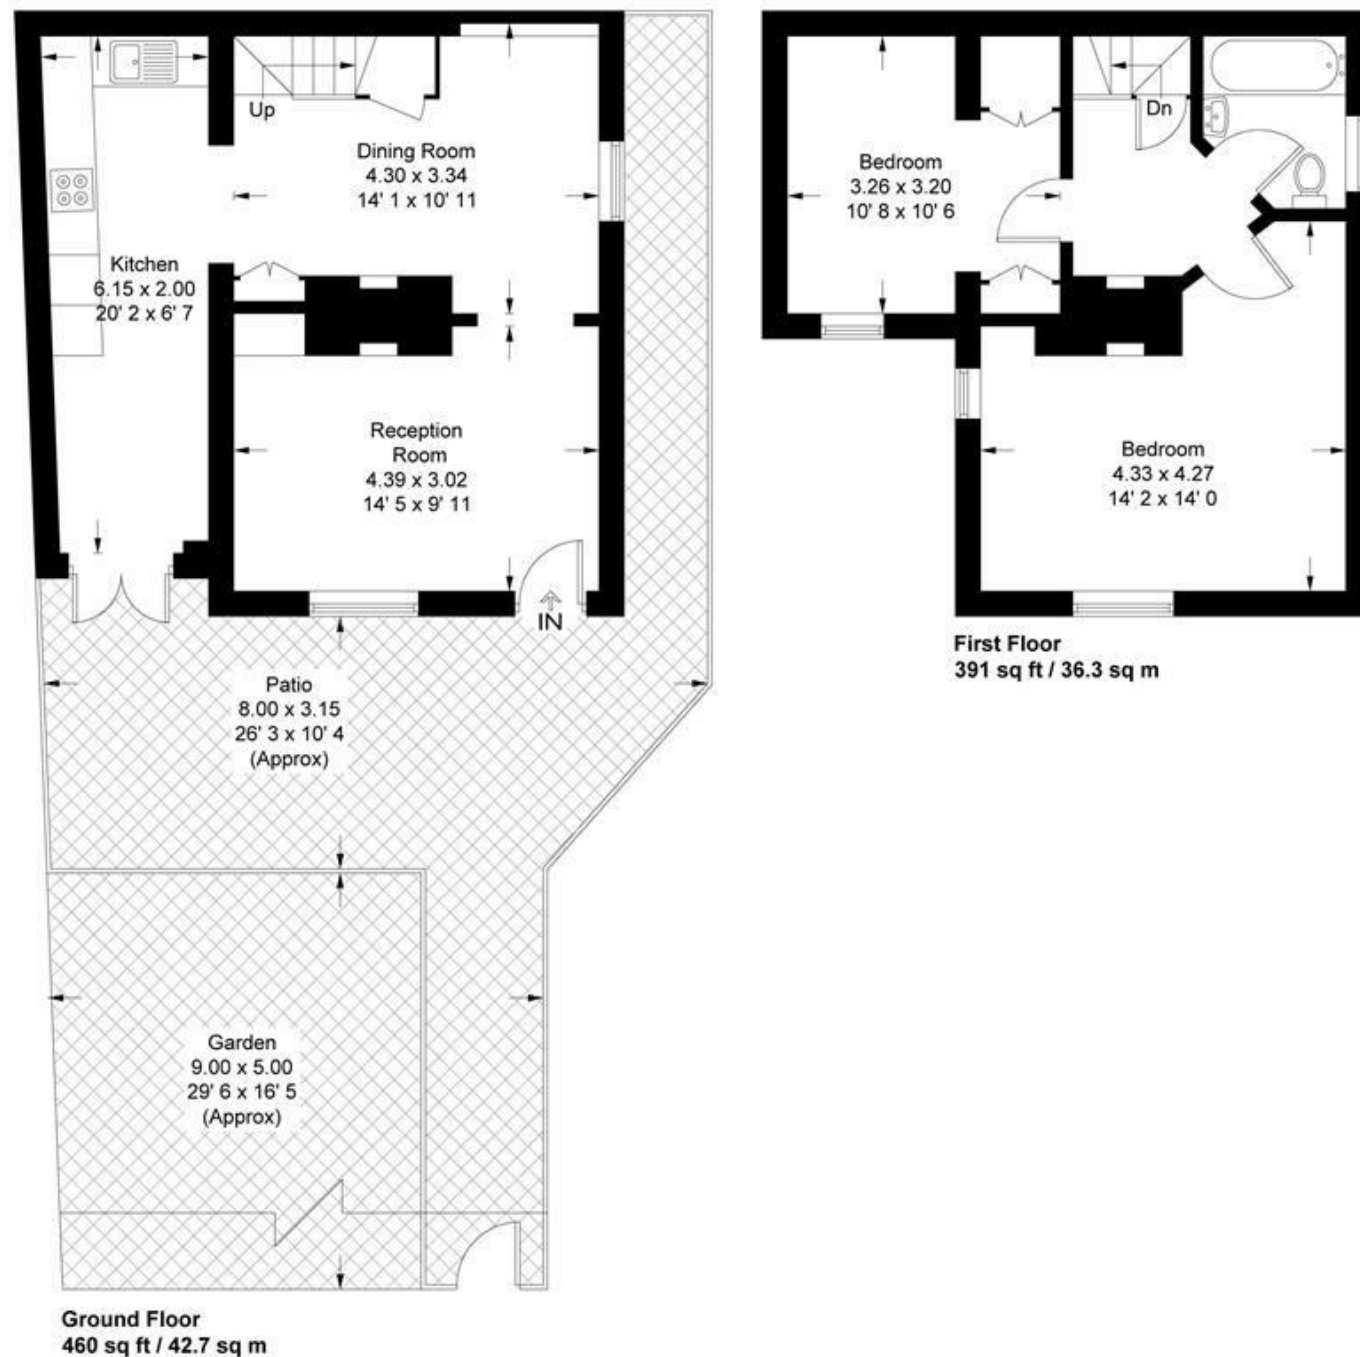 Up
Dining Room
4.30 x 3.34
14' 1 x 10' 11
Kitchen
6.15 x 2.00
20' 2 x 6' 7
Reception
Room
4.39 x 3.02
14' 5 x 9' 11
IN
Patio
8.00 x 3.15
26' 3 x 10' 4
(Approx)
Garden
9.00 x 5.00
29' 6 x 16' 5
(Approx)
Ground Floor
460 sq ft / 42.7 sq m
Dn
Bedroom
3.26 x 3.20
10' 8 x 10' 6
Bedroom
4.33 x 4.27
14' 2 x 14' 0
First Floor
391 sq ft / 36.3 sq m